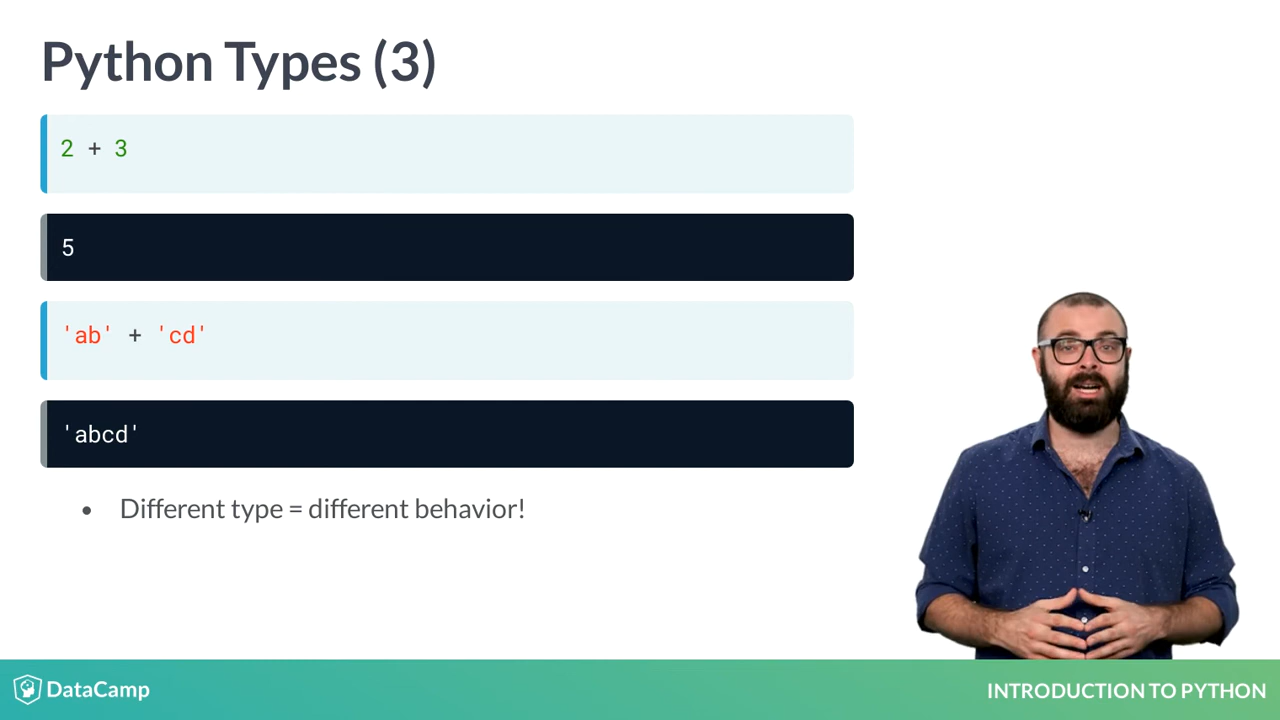 Python Types (3)
2 + 3
5
'ab' + 'cd'
'abcd'
• Different type = different behavior!
DataCamp
INTRODUCTION TO PYTHON